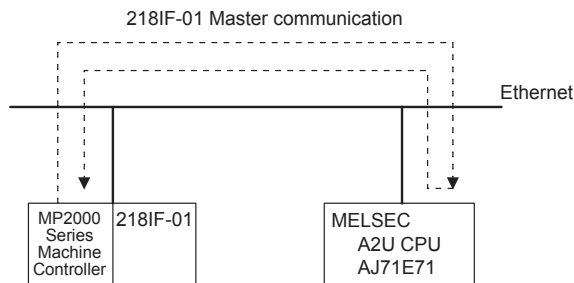 218IF-01 Master communication
Ethernet
MP2000
Series
Machine
Controller
218IF-01
MELSEC
A2U CPU
AJ71E71